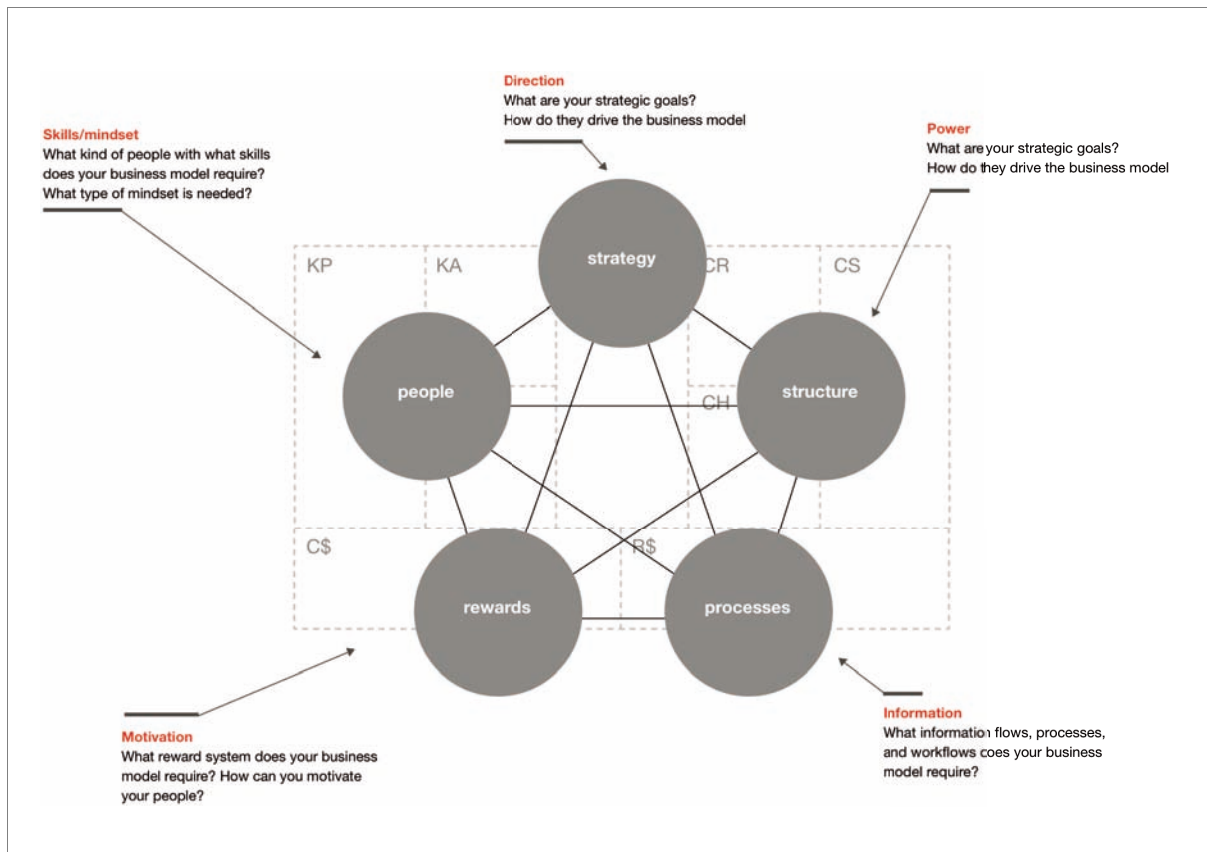 Direction
What are your strategic goals?
How do they drive the business model
Skills/mindset
What kind of people with what skills
does your business model require?
What type of mindset is needed?
Power
What are your strategic goals?
How do they drive the business model
strategy
KP
KA
CR
CS
people
structure
CH
C$
R$
rewards
processes
Motivation
What reward system does your business
model require? How can you motivate
your people?
Information
What information flows, processes,
and workflows does your business
model require?